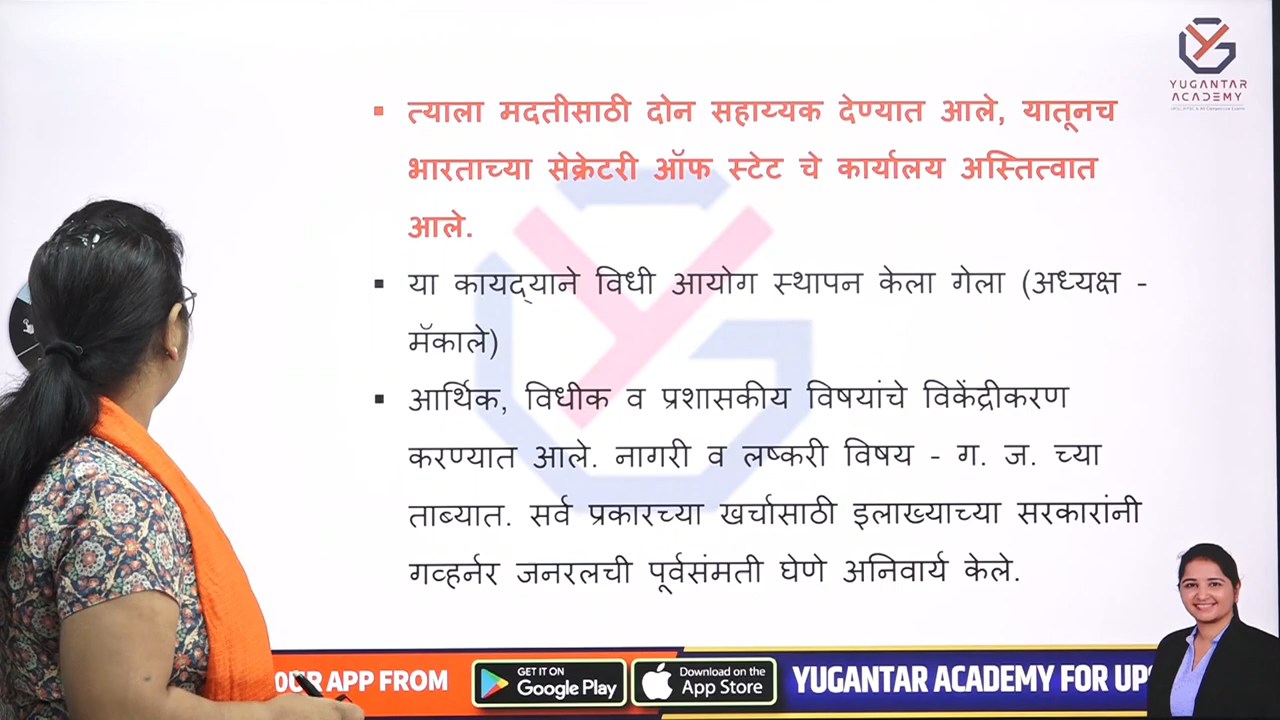 YUGANTAR
ACADEMY
त्याला मदतीसाठी दोन सहाय्यक देण्यात आले, यातूनच
भारताच्या सेक्रेटरी ऑफ स्टेट चे कार्यालय अस्तित्वात
आले.
या कायद्‌याने विधी आयोग स्थापन केला गेला (अध्यक्ष -
मॅकाले)
आर्थिक, विधीक व प्रशासकीय विषयांचे विकेंद्रीकरण
करण्यात आले. नागरी व लष्करी विषय - ग. ज. च्या
ताब्यात. सर्व प्रकारच्या खर्चासाठी इलाख्याच्या सरकारांनी
गव्हर्नर जनरलची पूर्वसंमती घेणे अनिवार्य केले.
OUR APP FROM
GET IT ON
Google Play
Download on the
App Store
YUGANTAR ACADEMY FOR UPS